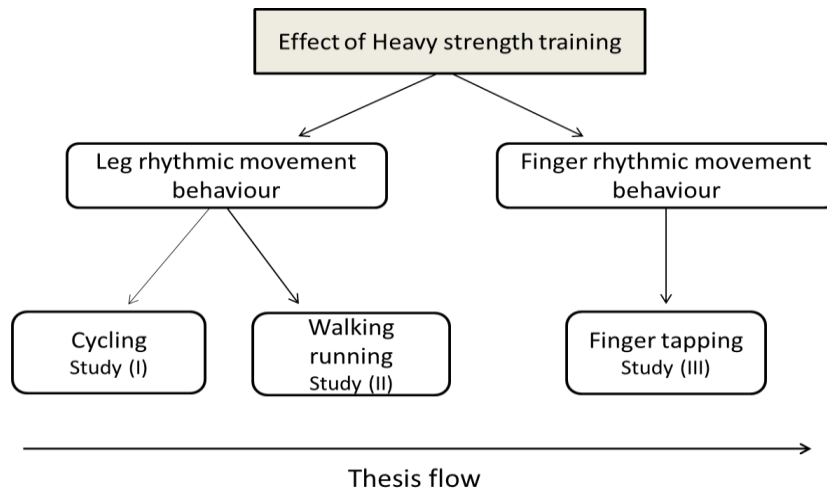 Effect of Heavy strength training
Leg rhythmic movement
behaviour
Finger rhythmic movement
behaviour
Cycling
Study (I)
Walking
running
Study (II)
Finger tapping
Study (III)
Thesis flow